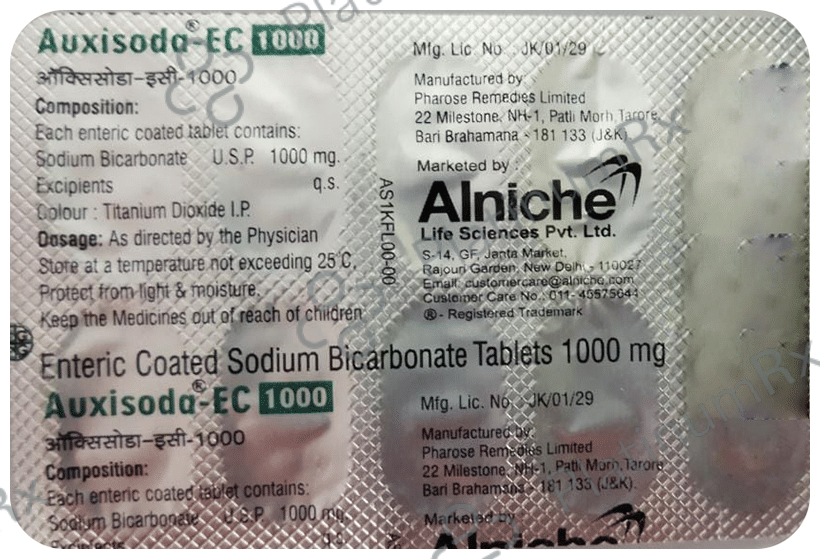 Auxisoda®-EC 1000
ऑक्सिसोडा-इसी-1000
Composition:
Each enteric coated tablet contains:
Sodium Bicarbonate U.S.P. 1000 mg.
Excipients q.s.
Colour : Titanium Dioxide I.P.
Dosage: As directed by the Physician
Store at a temperature not exceeding 25°C,
Protect from light & moisture.
Keep the Medicines out of reach of children
Mfg. Lic. No. : JK/01/29
Manufactured by:
Pharose Remedies Limited
22 Milestone, NH-1, Patli Morh, Tarore,
Bari Brahamana - 181 133 (J&K).
Marketed by :
Alniche
Life Sciences Pvt. Ltd.
S-14, GF, Janta Market,
Rajouri Garden, New Delhi - 110027
Email: customercare@alniche.com
Customer Care No.: 011- 45575644
® - Registered Trademark
AS1KFL00-00
Enteric Coated Sodium Bicarbonate Tablets 1000 mg
Auxisoda®-EC 1000
ऑक्सिसोडा-इसी-1000
Composition:
Each enteric coated tablet contains:
Sodium Bicarbonate U.S.P. 1000 mg.
Excipients q.s.
Mfg. Lic. No. : JK/01/29
Manufactured by:
Pharose Remedies Limited
22 Milestone, NH-1, Patli Morh, Tarore,
Bari Brahamana - 181 133 (J&K).
Marketed by
Alniche
AS